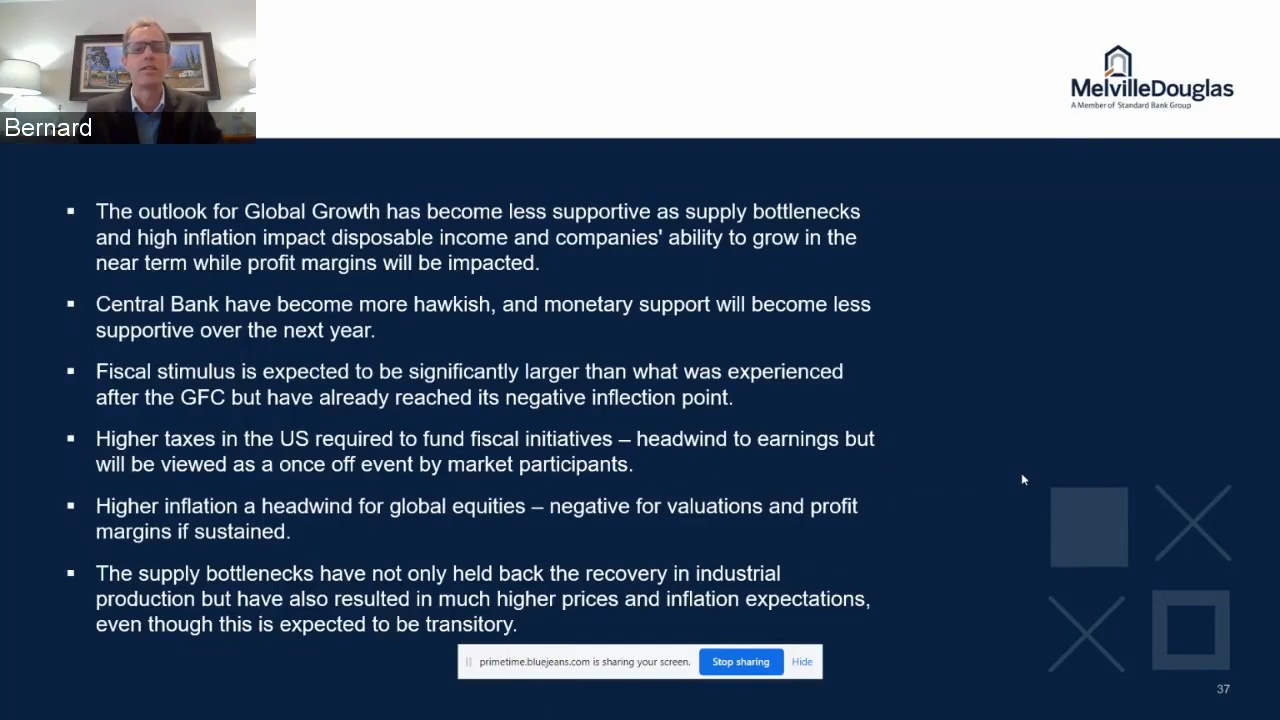 Bernard
MelvilleDouglas
A Member of Standard Bank Group
▪ The outlook for Global Growth has become less supportive as supply bottlenecks
and high inflation impact disposable income and companies' ability to grow in the
near term while profit margins will be impacted.
▪ Central Bank have become more hawkish, and monetary support will become less
supportive over the next year.
▪ Fiscal stimulus is expected to be significantly larger than what was experienced
after the GFC but have already reached its negative inflection point.
▪ Higher taxes in the US required to fund fiscal initiatives – headwind to earnings but
will be viewed as a once off event by market participants.
▪ Higher inflation a headwind for global equities – negative for valuations and profit
margins if sustained.
▪ The supply bottlenecks have not only held back the recovery in industrial
production but have also resulted in much higher prices and inflation expectations,
even though this is expected to be transitory.
primetime.bluejeans.com is sharing your screen. Stop sharing Hide
37